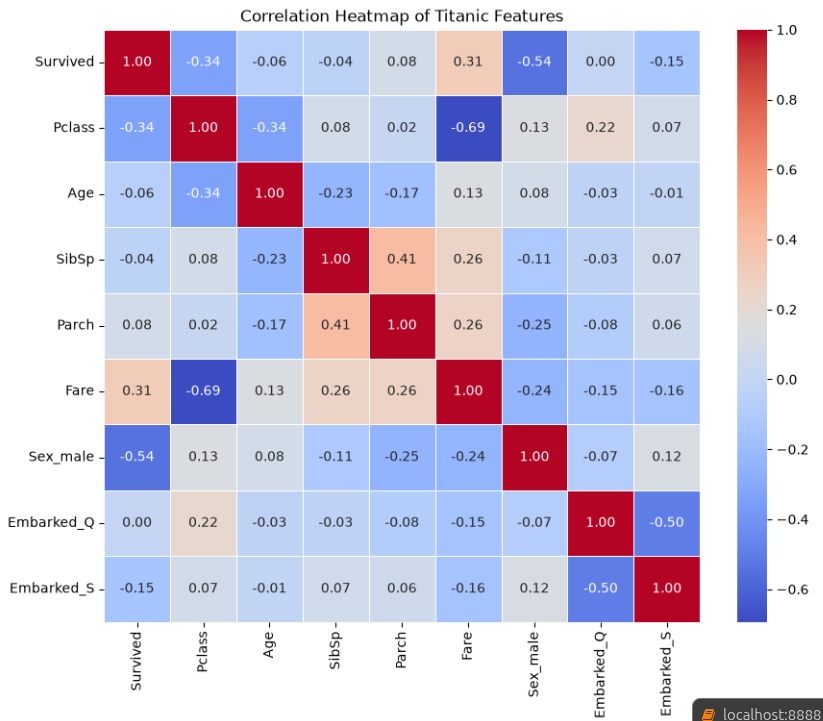 Correlation Heatmap of Titanic Features
Survived 1.00 -0.34 -0.06 -0.04 0.08 0.31 -0.54 0.00 -0.15
Pclass -0.34 1.00 -0.34 0.08 0.02 -0.69 0.13 0.22 0.07
Age -0.06 -0.34 1.00 -0.23 -0.17 0.13 0.08 -0.03 -0.01
SibSp -0.04 0.08 -0.23 1.00 0.41 0.26 -0.11 -0.03 0.07
Parch 0.08 0.02 -0.17 0.41 1.00 0.26 -0.25 -0.08 0.06
Fare 0.31 -0.69 0.13 0.26 0.26 1.00 -0.24 -0.15 -0.16
Sex_male -0.54 0.13 0.08 -0.11 -0.25 -0.24 1.00 -0.07 0.12
Embarked_Q 0.00 0.22 -0.03 -0.03 -0.08 -0.15 -0.07 1.00 -0.50
Embarked_S -0.15 0.07 -0.01 0.07 0.06 -0.16 0.12 -0.50 1.00
Survived Pclass Age SibSp Parch Fare Sex_male Embarked_Q Embarked_S
1.0
0.8
0.6
0.4
0.2
0.0
−0.2
−0.4
−0.6
localhost:8888